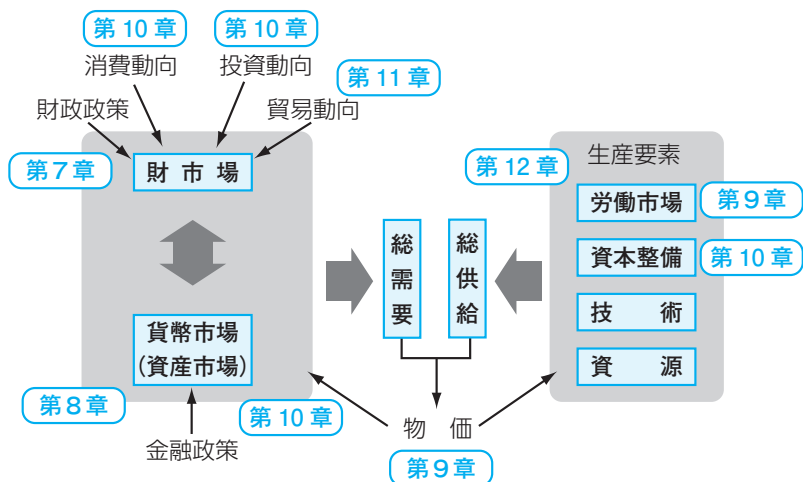 第10章
第10章
消費動向
投資動向
第11章
財政政策
貿易動向
第7章
財市場
貨幣市場
(資産市場)
第8章
第10章
金融政策
総需要
総供給
物価
第9章
第12章
生産要素
労働市場
第9章
資本整備
第10章
技術
資源